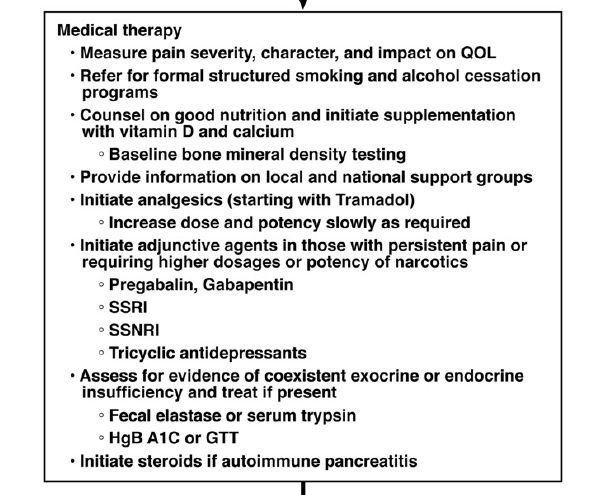 Medical therapy
• Measure pain severity, character, and impact on QOL
• Refer for formal structured smoking and alcohol cessation
programs
• Counsel on good nutrition and initiate supplementation
with vitamin D and calcium
◦ Baseline bone mineral density testing
• Provide information on local and national support groups
• Initiate analgesics (starting with Tramadol)
◦ Increase dose and potency slowly as required
• Initiate adjunctive agents in those with persistent pain or
requiring higher dosages or potency of narcotics
◦ Pregabalin, Gabapentin
◦ SSRI
◦ SSNRI
◦ Tricyclic antidepressants
• Assess for evidence of coexistent exocrine or endocrine
insufficiency and treat if present
◦ Fecal elastase or serum trypsin
◦ HgB A1C or GTT
• Initiate steroids if autoimmune pancreatitis